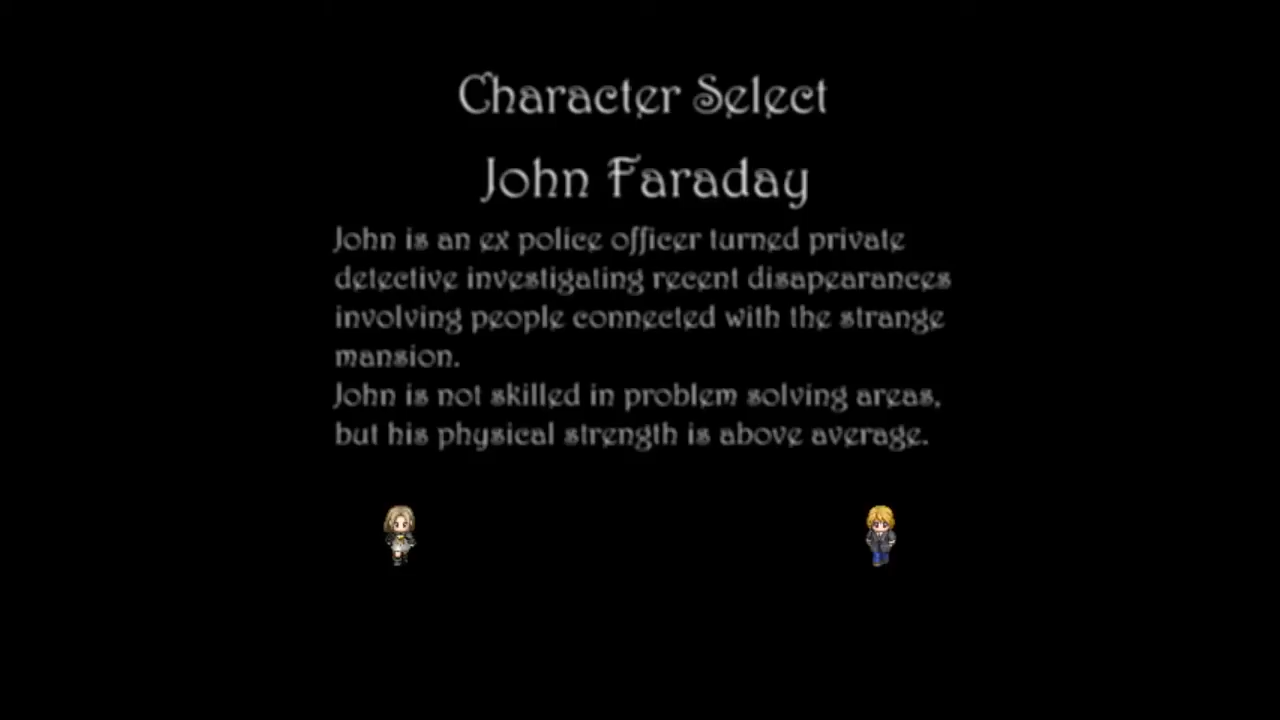 Character Select
John Faraday
John is an ex police officer turned private
detective investigating recent disapearances
involving people connected with the strange
mansion.
John is not skilled in problem solving areas,
but his physical strength is above average.